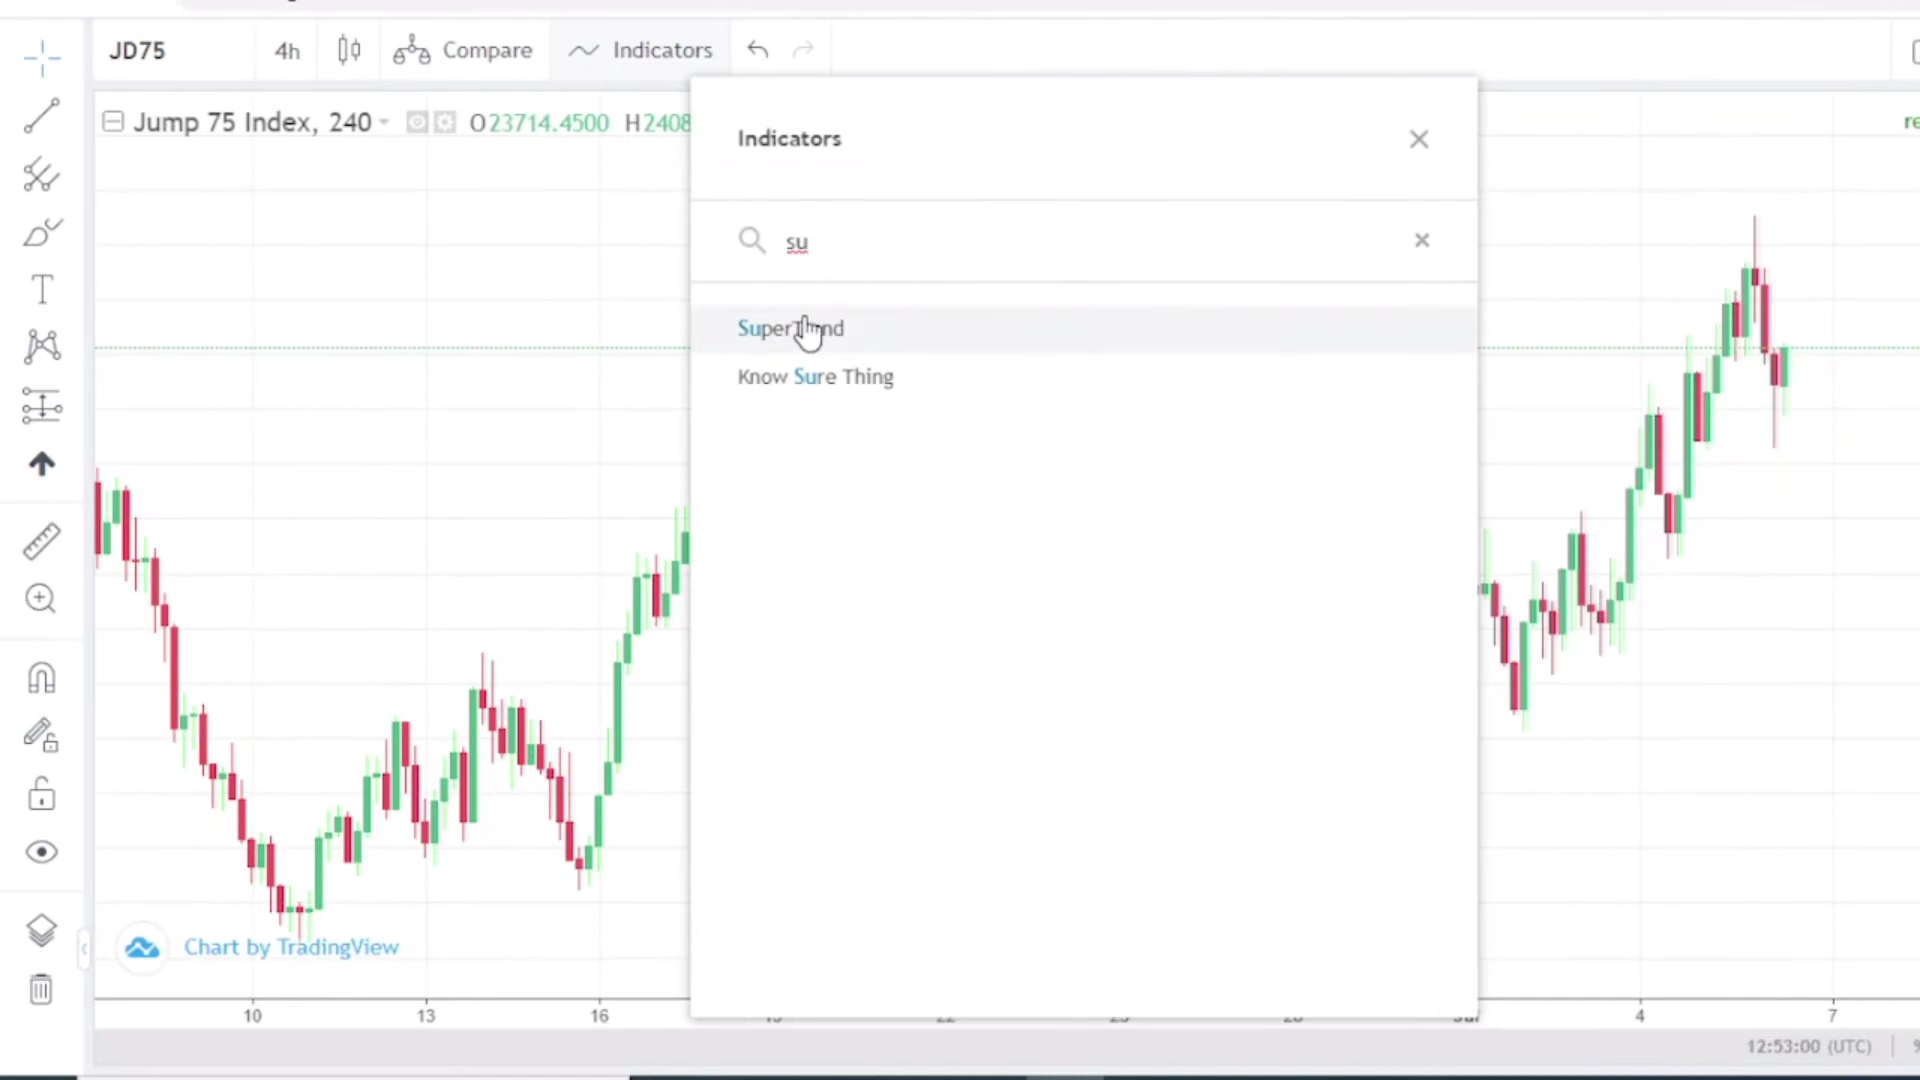 JD75 4h Compare Indicators
Jump 75 Index, 240 O23714.4500 H2408
Indicators
su
SuperTrend
Know Sure Thing
Chart by TradingView
10 13 16 4 7
12:53:00 (UTC)